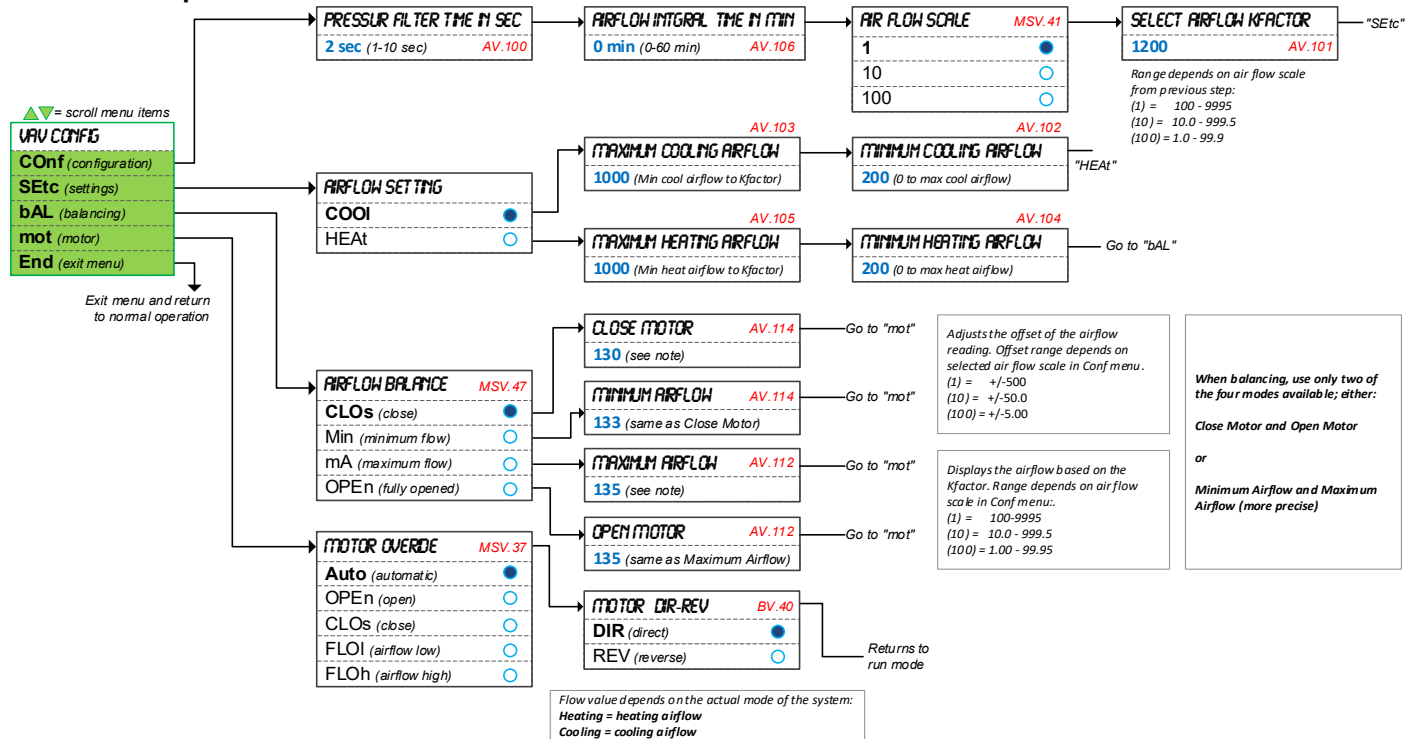 PRESSUR FILTER TIME IN SEC
2 sec (1-10 sec) AV.100
AIRFLOW INTGRAL TIME IN MIN
0 min (0-60 min) AV.106
AIR FLOW SCALE MSV.41
1
10
100
SELECT AIRFLOW KFACTOR
1200 AV.101
"SEtc"
Range depends on air flow scale
from previous step:
(1) = 100 - 9995
(10) = 10.0 - 999.5
(100) = 1.0 - 99.9
= scroll menu items
VAV CONFIG
COnf (configuration)
SEtc (settings)
bAL (balancing)
mot (motor)
End (exit menu)
Exit menu and return
to normal operation
AIRFLOW SETTING
COOl
HEAt
AV.103
MAXIMUM COOLING AIRFLOW
1000 (Min cool airflow to Kfactor)
AV.102
MINIMUM COOLING AIRFLOW
200 (0 to max cool airflow)
"HEAt"
AV.105
MAXIMUM HEATING AIRFLOW
1000 (Min heat airflow to Kfactor)
AV.104
MINIMUM HEATING AIRFLOW
200 (0 to max heat airflow)
Go to "bAL"
AIRFLOW BALANCE MSV.47
CLOs (close)
Min (minimum flow)
mA (maximum flow)
OPEn (fully opened)
CLOSE MOTOR AV.114
130 (see note)
Go to "mot"
MINIMUM AIRFLOW AV.114
133 (same as Close Motor)
Go to "mot"
MAXIMUM AIRFLOW AV.112
135 (see note)
Go to "mot"
OPEN MOTOR AV.112
135 (same as Maximum Airflow)
Go to "mot"
Adjusts the offset of the airflow
reading. Offset range depends on
selected air flow scale in Conf menu.
(1) = +/-500
(10) = +/-50.0
(100) = +/-5.00
Displays the airflow based on the
Kfactor. Range depends on air flow
scale in Conf menu:.
(1) = 100-9995
(10) = 10.0 - 999.5
(100) = 1.00 - 99.95
When balancing, use only two of
the four modes available; either:
Close Motor and Open Motor
or
Minimum Airflow and Maximum
Airflow (more precise)
MOTOR OVERIDE MSV.37
Auto (automatic)
OPEn (open)
CLOs (close)
FLOl (airflow low)
FLOh (airflow high)
MOTOR DIR-REV BV.40
DIR (direct)
REV (reverse)
Returns to
run mode
Flow value depends on the actual mode of the system:
Heating = heating airflow
Cooling = cooling airflow